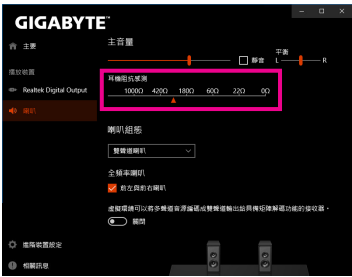 GIGABYTE™
主要
播放裝置
Realtek Digital Output
喇叭
進階裝置設定
相關訊息
主音量
靜音
平衡
L
R
耳機阻抗感測
1000Ω 420Ω 180Ω 60Ω 22Ω 0Ω
喇叭組態
雙聲道喇叭
全頻率喇叭
前左與前右喇叭
虛擬環繞可以將多聲道音源編碼成雙聲道輸出給具備矩陣解碼功能的接收器。
關閉